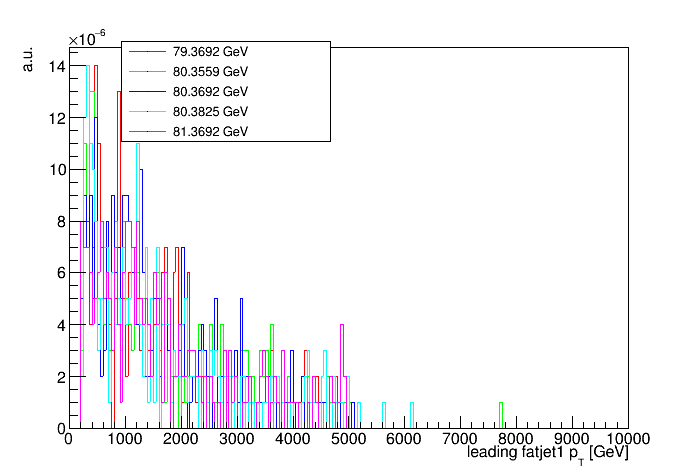 ×10⁻⁶
a.u.
79.3692 GeV
80.3559 GeV
80.3692 GeV
80.3825 GeV
81.3692 GeV
14
12
10
8
6
4
2
0
0 1000 2000 3000 4000 5000 6000 7000 8000 9000 10000
leading fatjet1 p_T [GeV]